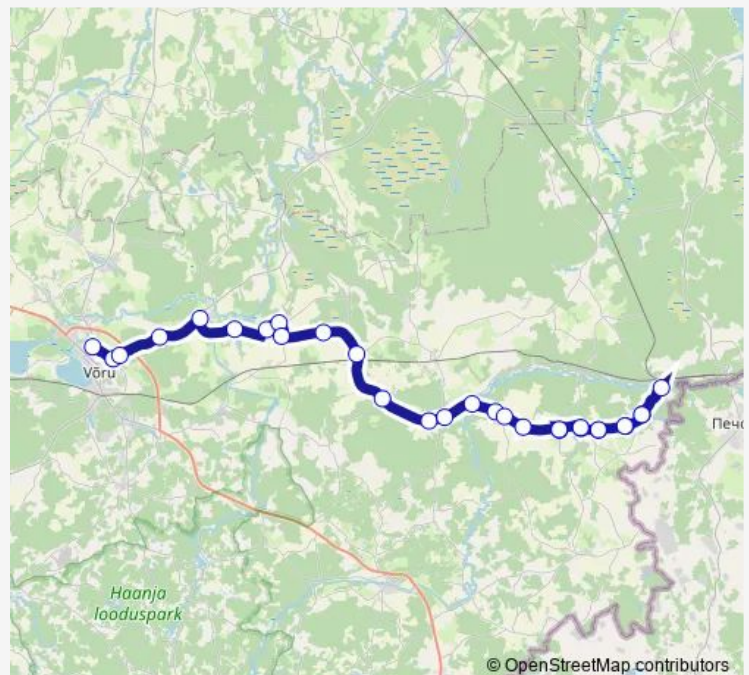 Võru
Печо
Haanja
looduspark
© OpenStreetMap contributors